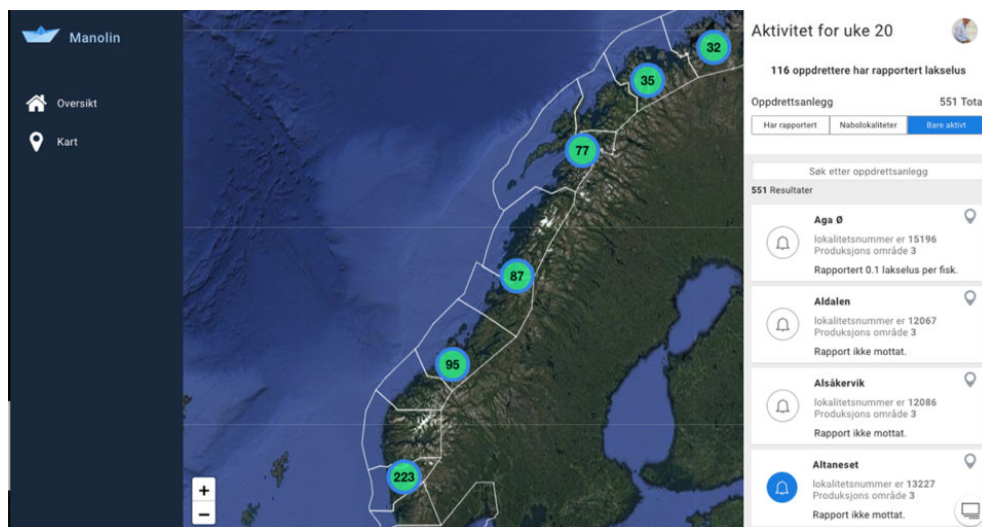 Manolin
Oversikt
Kart
32
35
77
87
95
223
+
−
Aktivitet for uke 20
116 oppdrettere har rapportert lakselus
Oppdrettsanlegg 551 Tota
Har rapportert Nabolokaliteter Bare aktivt
Søk etter oppdrettsanlegg
551 Resultater
Aga Ø
lokalitetsnummer er 15196
Produksjons område 3
Rapportert 0.1 lakselus per fisk.
Aldalen
lokalitetsnummer er 12067
Produksjons område 3
Rapport ikke mottat.
Alsåkervik
lokalitetsnummer er 12086
Produksjons område 3
Rapport ikke mottat.
Altaneset
lokalitetsnummer er 13227
Produksjons område 3
Rapport ikke mottat.